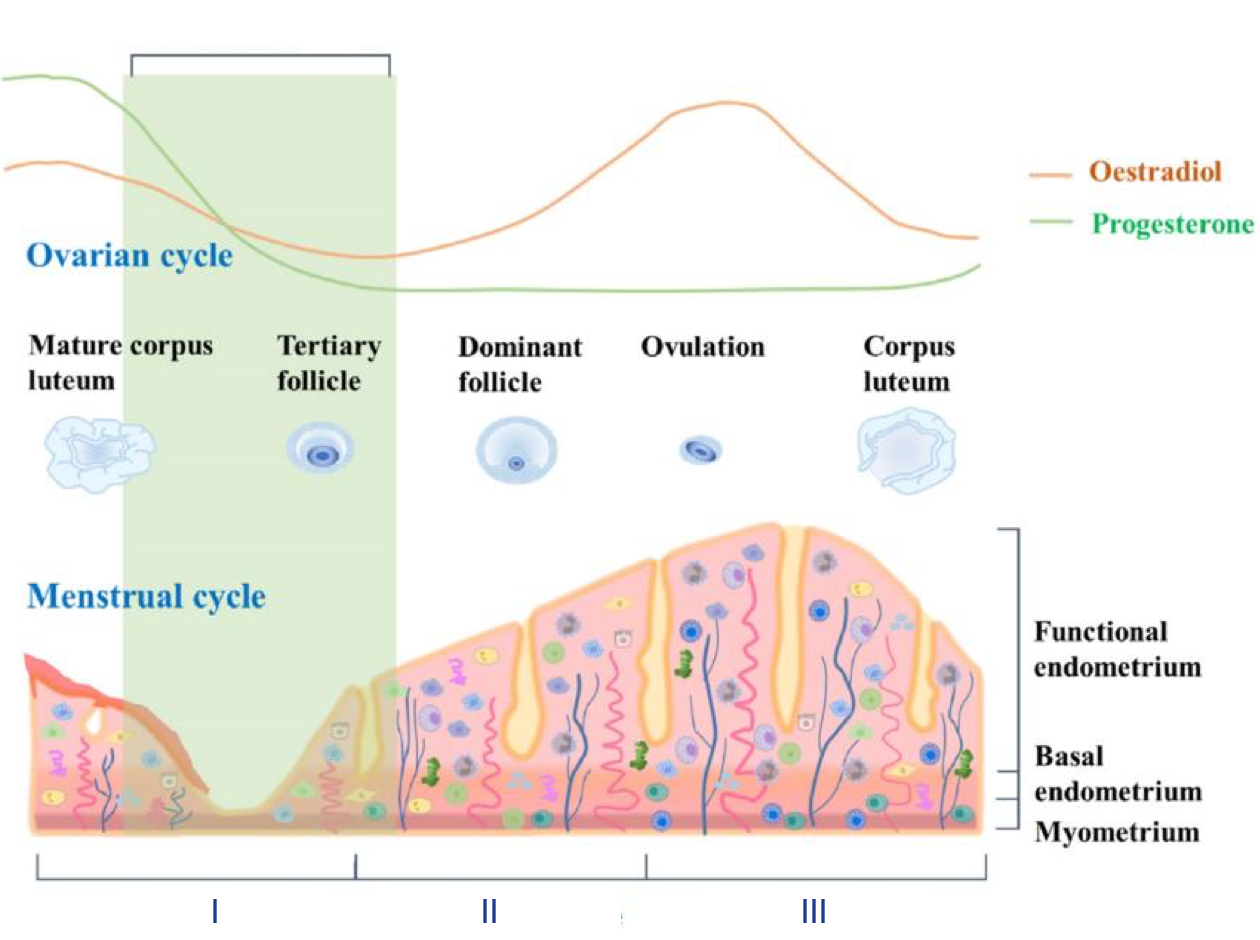 Oestradiol
Progesterone
Ovarian cycle
Mature corpus
luteum
Tertiary
follicle
Dominant
follicle
Ovulation
Corpus
luteum
Menstrual cycle
Functional
endometrium
Basal
endometrium
Myometrium
I
II
III